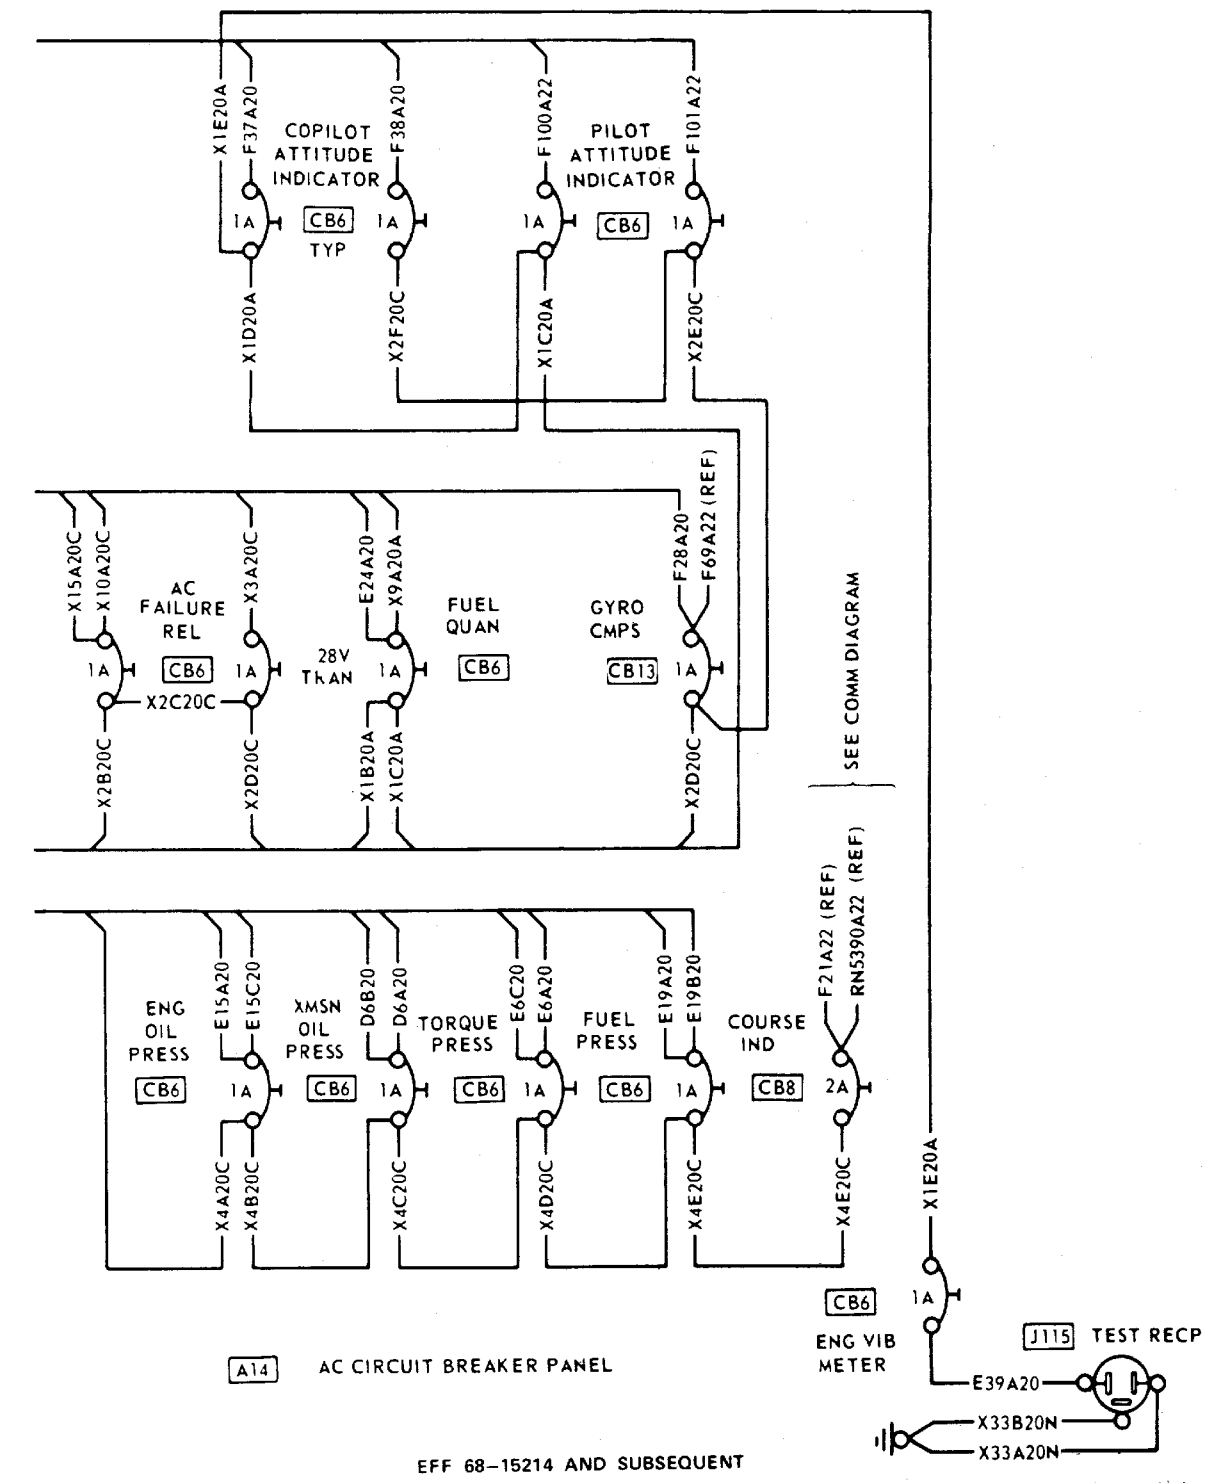 X1E20A
F37A20
F38A20
F100A22
F101A22
COPILOT
ATTITUDE
INDICATOR
CB6
TYP
PILOT
ATTITUDE
INDICATOR
CB6
1A
1A
1A
1A
X1D20A
X2F20C
X1C20A
X2E20C
X15A20C
X10A20C
X3A20C
E24A20
X9A20A
F28A20
F69A22 (REF)
AC
FAILURE
REL
CB6
28V
TRAN
FUEL
QUAN
CB6
GYRO
CMPS
CB13
1A
1A
1A
1A
X2C20C
X2B20C
X2D20C
X1B20A
X1C20A
X2D20C
SEE COMM DIAGRAM
F21A22 (REF)
RN5390A22 (REF)
E15A20
E15C20
D6B20
D6A20
E6C20
E6A20
E19A20
E19B20
ENG
OIL
PRESS
CB6
XMSN
OIL
PRESS
CB6
TORQUE
PRESS
CB6
FUEL
PRESS
CB6
COURSE
IND
CB8
1A
1A
1A
1A
2A
X4A20C
X4B20C
X4C20C
X4D20C
X4E20C
X4E20C
X1E20A
CB6
1A
ENG VIB
METER
J115 TEST RECP
E39A20
X33B20N
X33A20N
A14 AC CIRCUIT BREAKER PANEL
EFF 68-15214 AND SUBSEQUENT